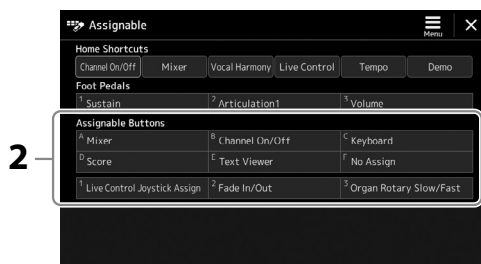 Assignable
Menu
Home Shortcuts
Channel On/Off Mixer Vocal Harmony Live Control Tempo Demo
Foot Pedals
1 Sustain 2 Articulation1 3 Volume
2
Assignable Buttons
A Mixer B Channel On/Off C Keyboard
D Score E Text Viewer F No Assign
1 Live Control Joystick Assign 2 Fade In/Out 3 Organ Rotary Slow/Fast